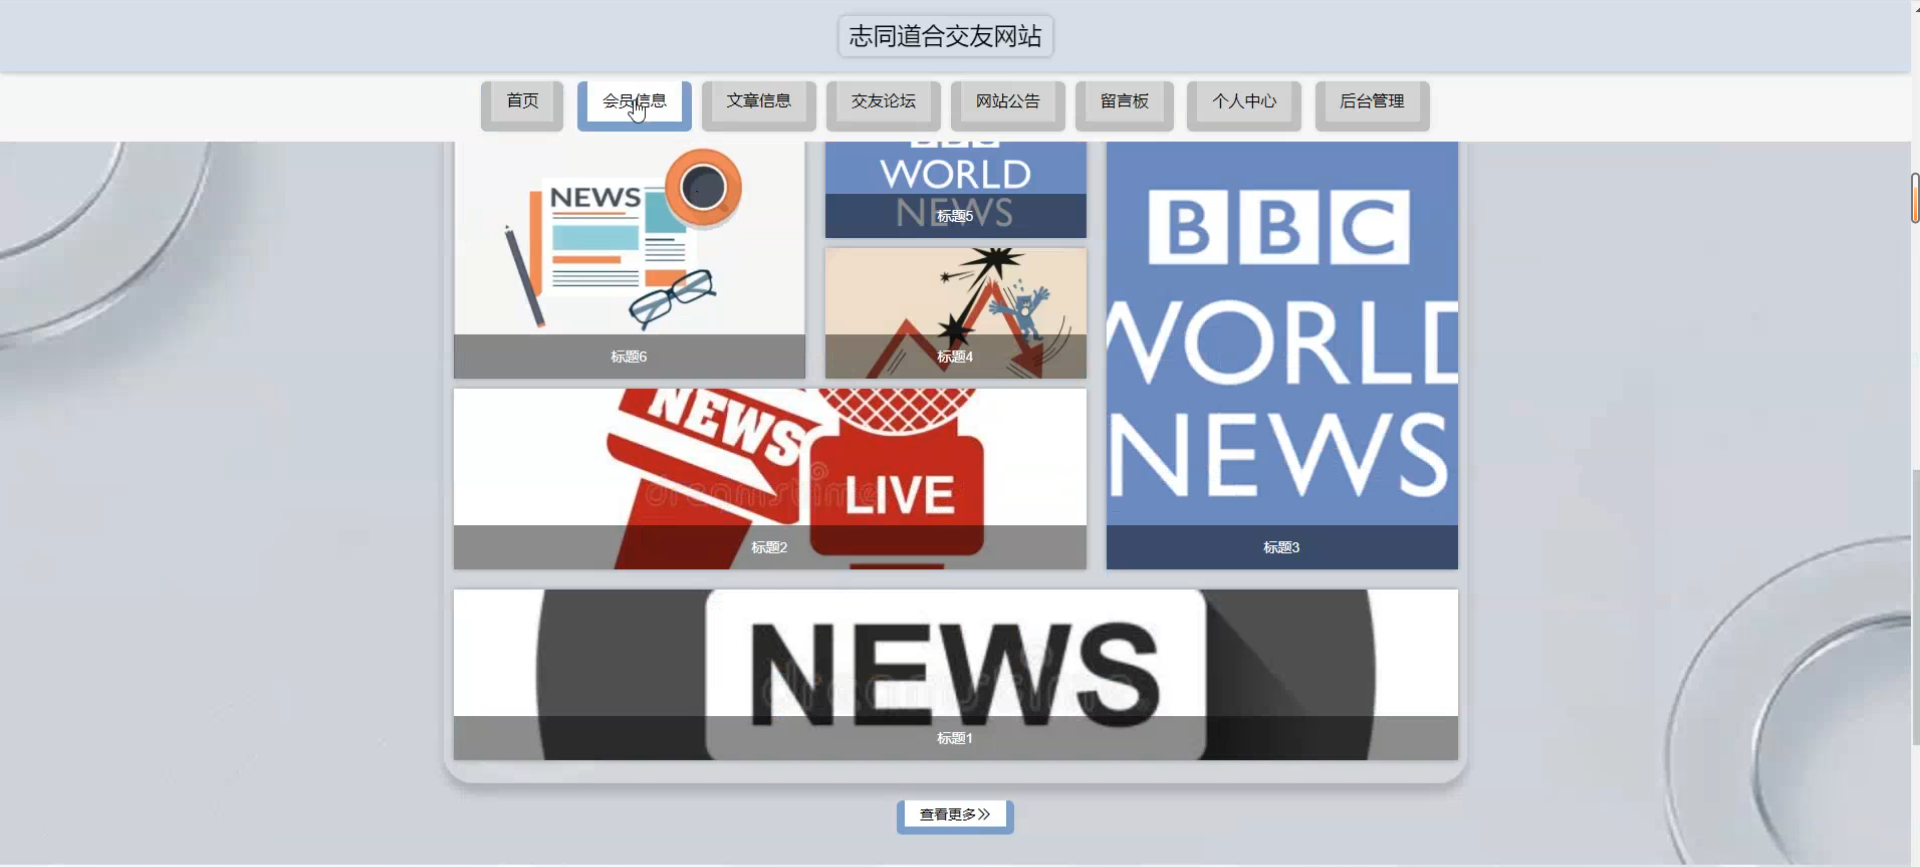 志同道合交友网站
首页
会员信息
文章信息
交友论坛
网站公告
留言板
个人中心
后台管理
NEWS
标题6
WORLD
NEWS
标题5
标题4
BBC
WORLD
NEWS
标题3
NEWS
LIVE
dreamstime
标题2
NEWS
标题1
查看更多